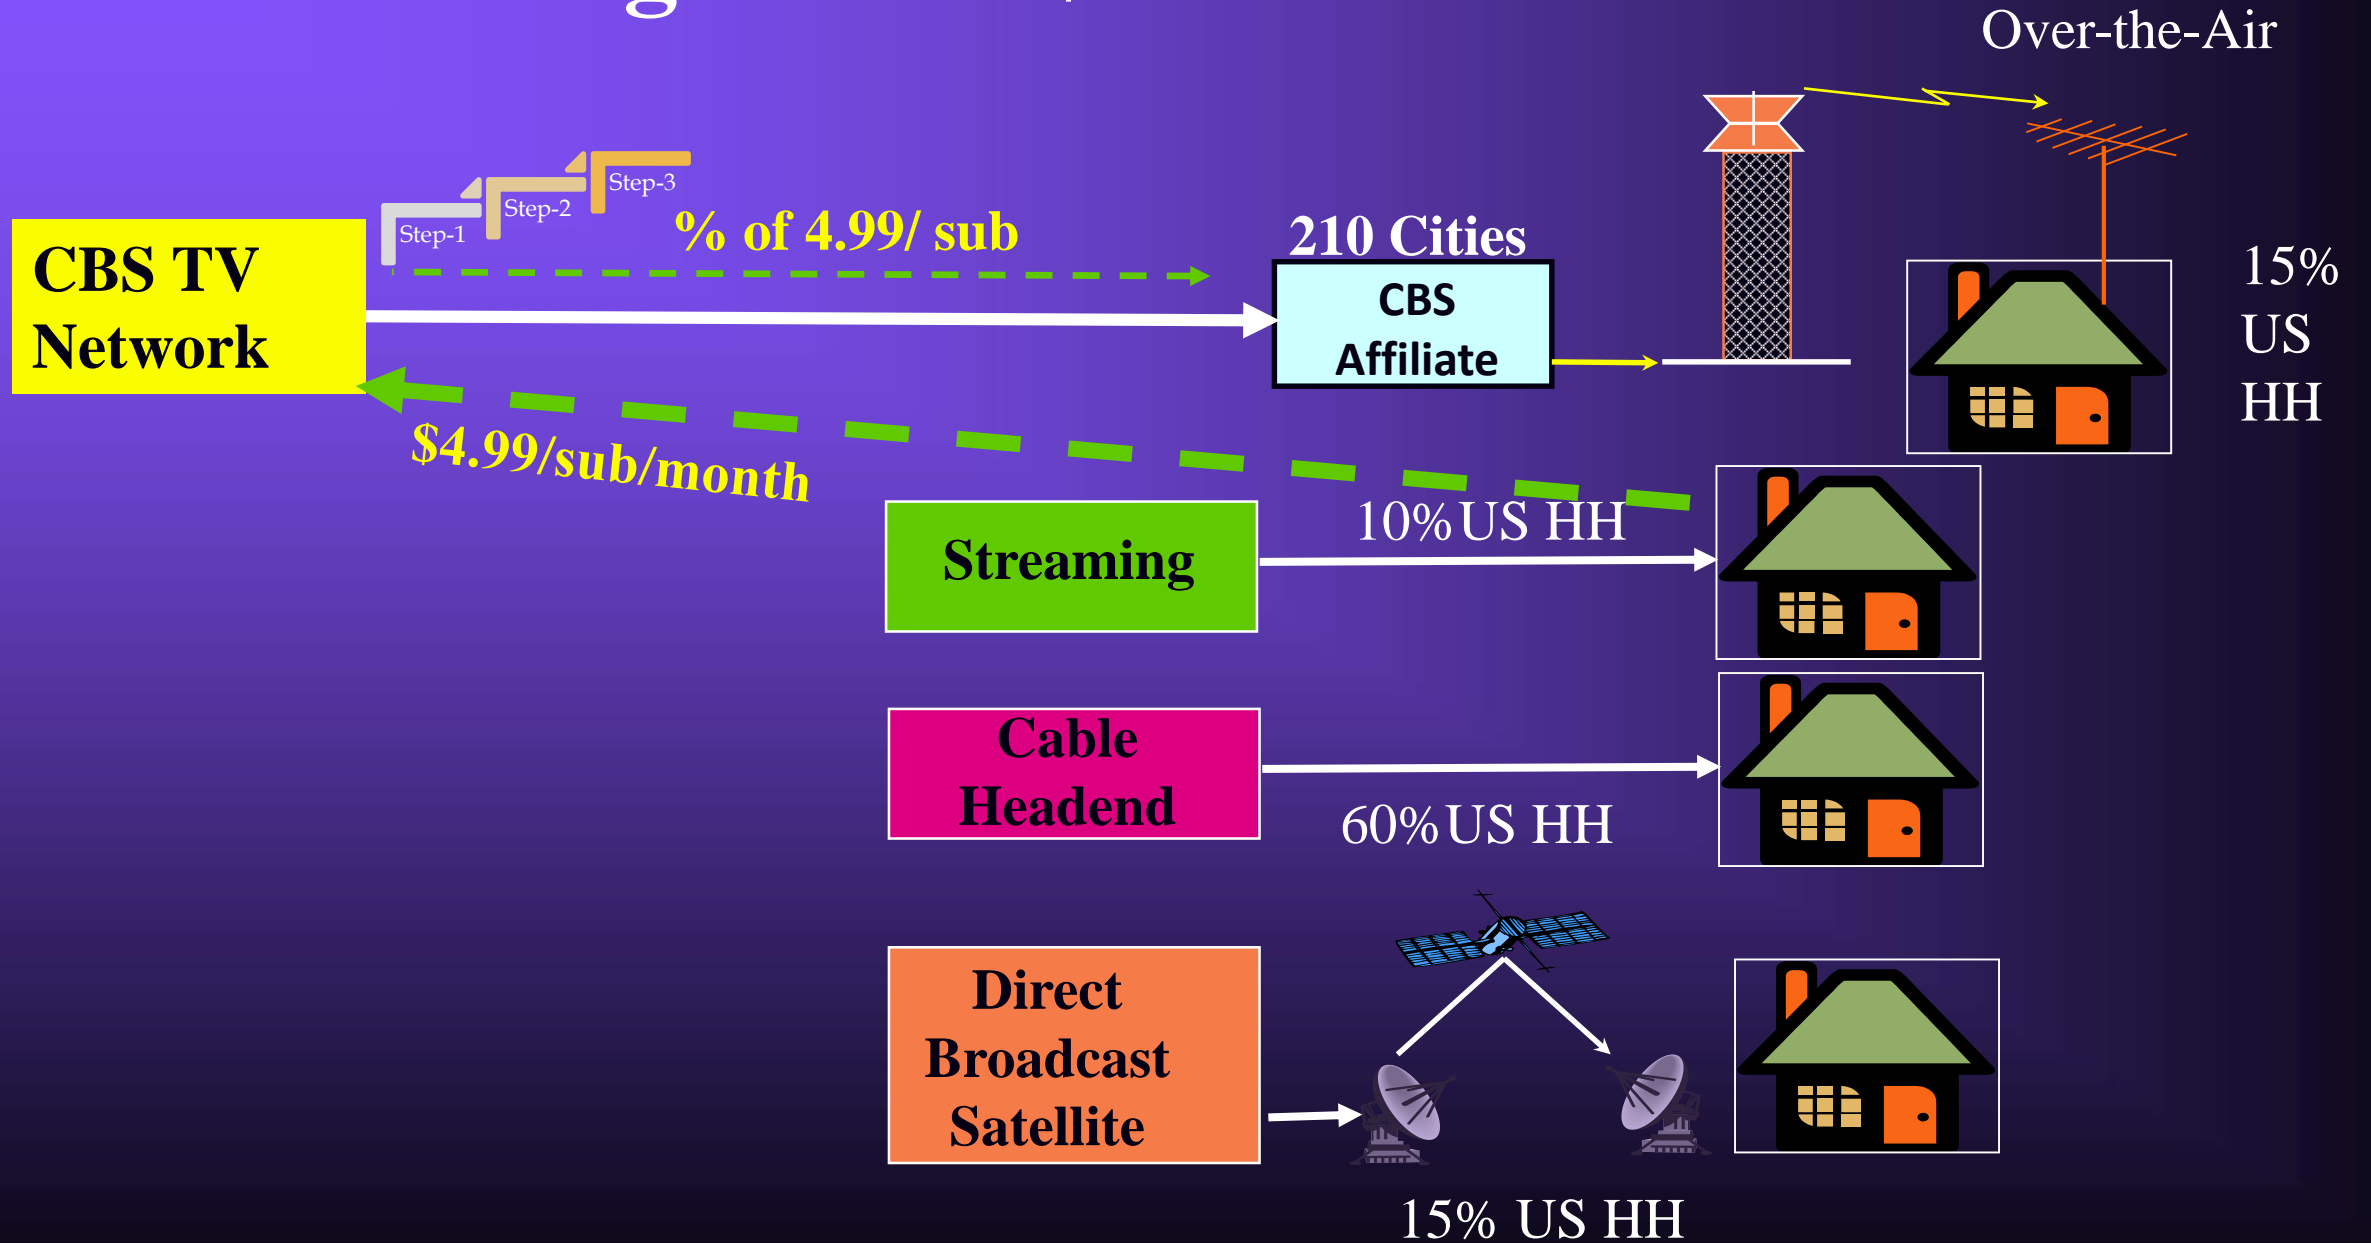 Over-the-Air
Step-3
Step-2
Step-1
% of 4.99/ sub
210 Cities
CBS TV
Network
CBS
Affiliate
15%
US
HH
$4.99/sub/month
10% US HH
Streaming
Cable
Headend
60% US HH
Direct
Broadcast
Satellite
15% US HH